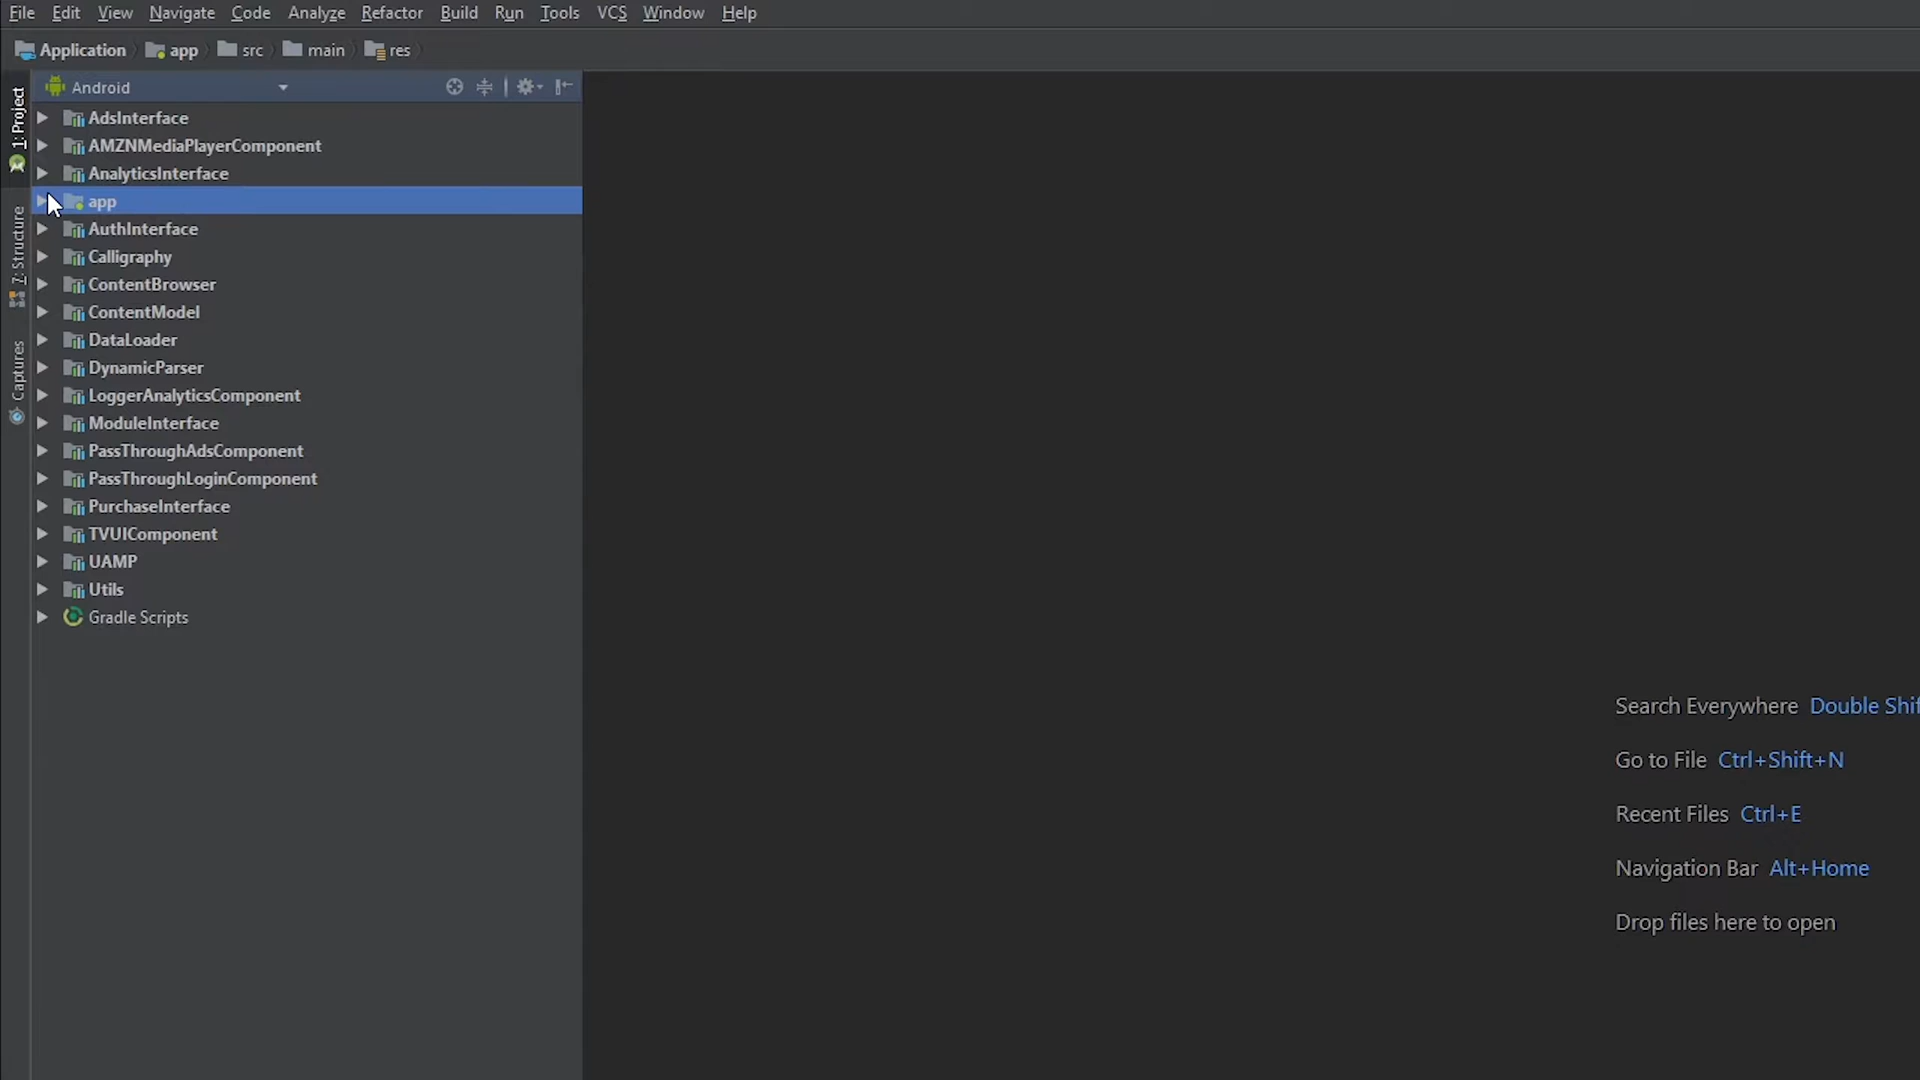 File Edit View Navigate Code Analyze Refactor Build Run Tools VCS Window Help
Application app src main res
Android
1: Project
7: Structure
Captures
AdsInterface
AMZNMediaPlayerComponent
AnalyticsInterface
app
AuthInterface
Calligraphy
ContentBrowser
ContentModel
DataLoader
DynamicParser
LoggerAnalyticsComponent
ModuleInterface
PassThroughAdsComponent
PassThroughLoginComponent
PurchaseInterface
TVUIComponent
UAMP
Utils
Gradle Scripts
Search Everywhere Double Shif
Go to File Ctrl+Shift+N
Recent Files Ctrl+E
Navigation Bar Alt+Home
Drop files here to open